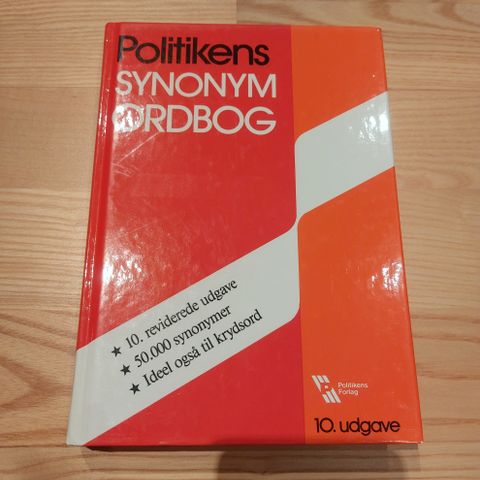 Politikens
SYNONYM
ORDBOG
★ 10. reviderede udgave
★ 50.000 synonymer
★ Ideel også til krydsord
Politikens
Forlag
10. udgave